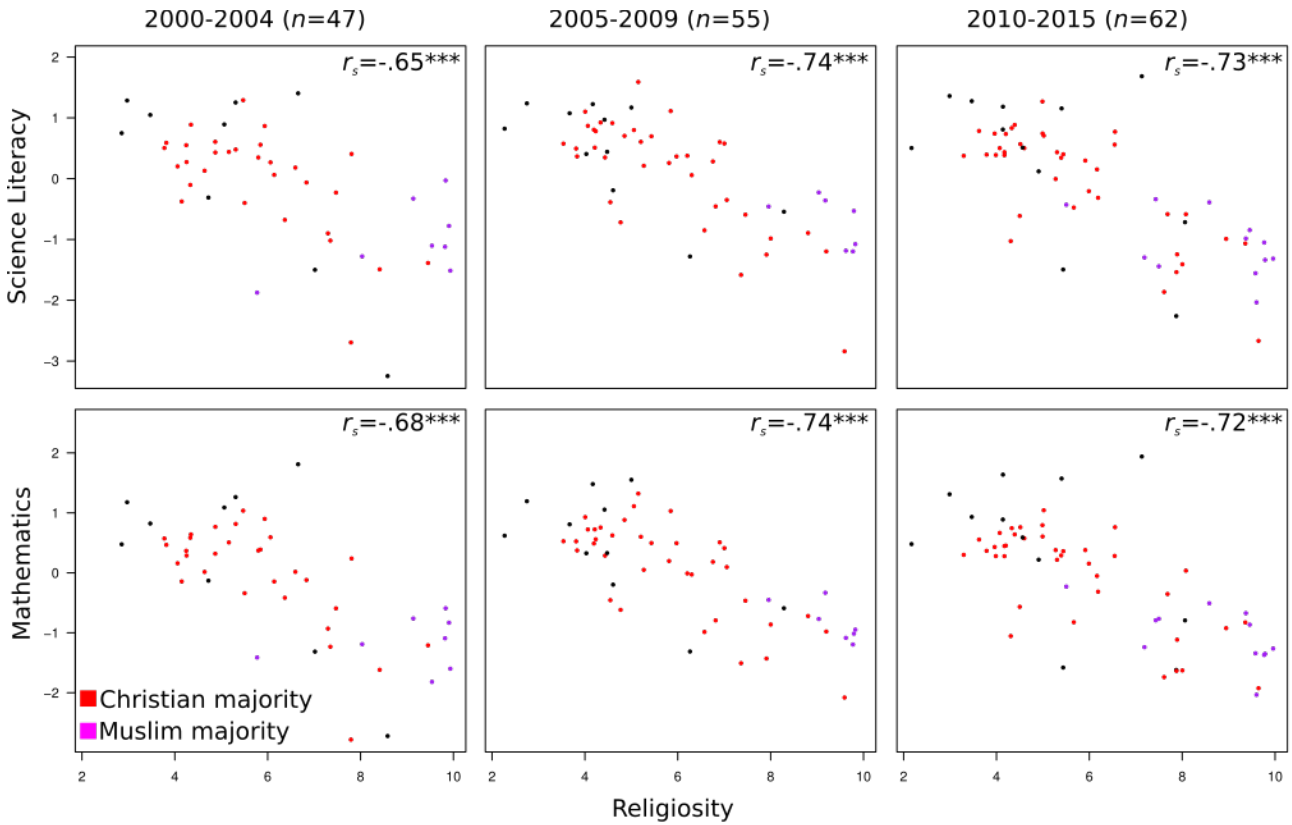 2000-2004 (n=47)
2005-2009 (n=55)
2010-2015 (n=62)
Science Literacy
2
1
0
−1
−2
−3
rs=-.65***
rs=-.74***
rs=-.73***
Mathematics
2
1
0
−1
−2
rs=-.68***
rs=-.74***
rs=-.72***
Christian majority
Muslim majority
2 4 6 8 10
2 4 6 8 10
2 4 6 8 10
Religiosity